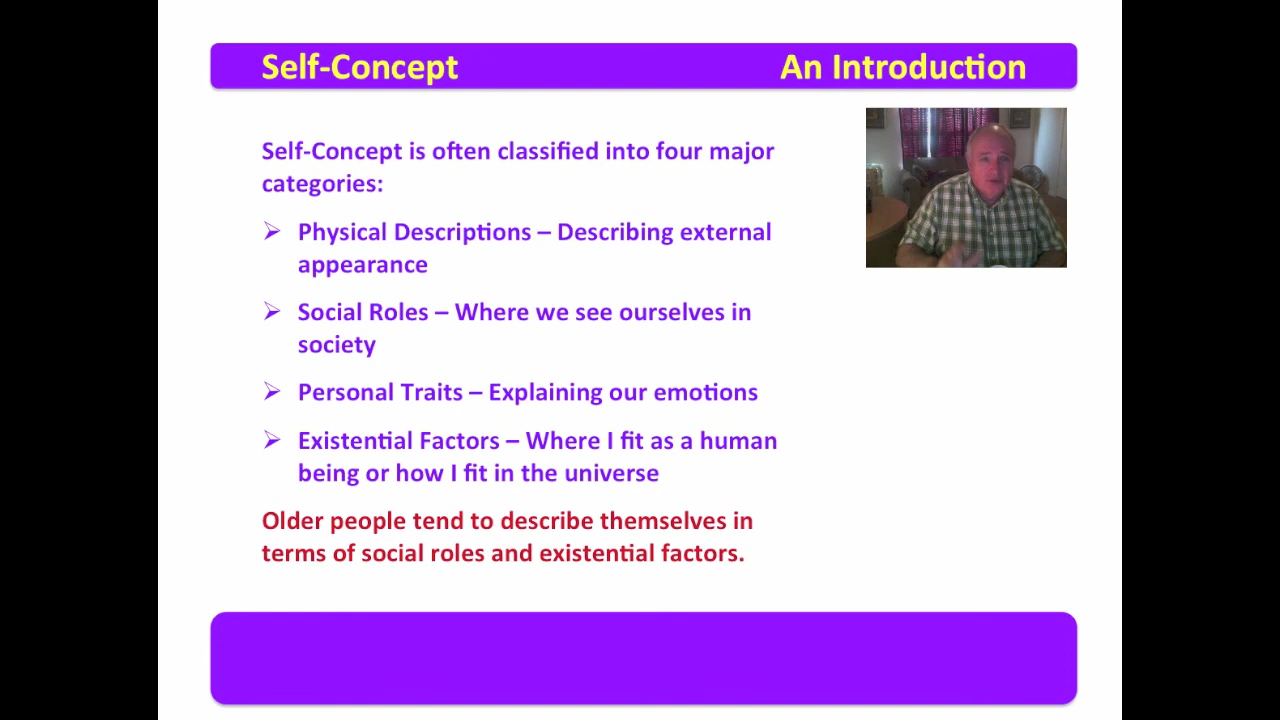 Self-Concept An Introduction
Self-Concept is often classified into four major
categories:
➢ Physical Descriptions – Describing external
appearance
➢ Social Roles – Where we see ourselves in
society
➢ Personal Traits – Explaining our emotions
➢ Existential Factors – Where I fit as a human
being or how I fit in the universe
Older people tend to describe themselves in
terms of social roles and existential factors.